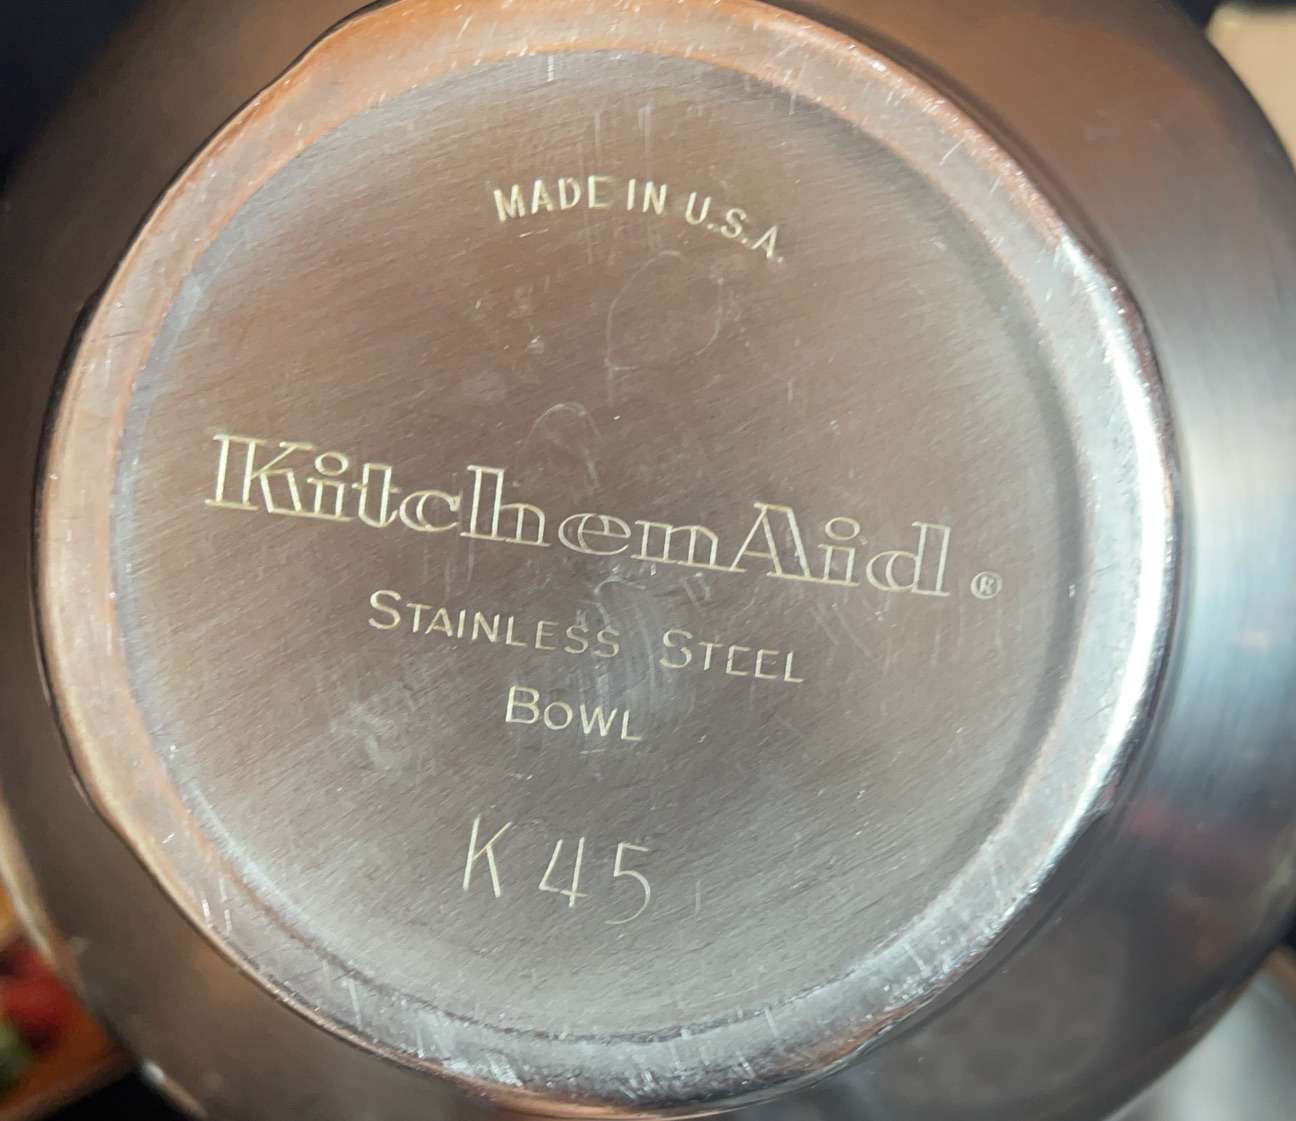 MADE IN U.S.A.
KitchenAid ®
STAINLESS STEEL
BOWL
K45